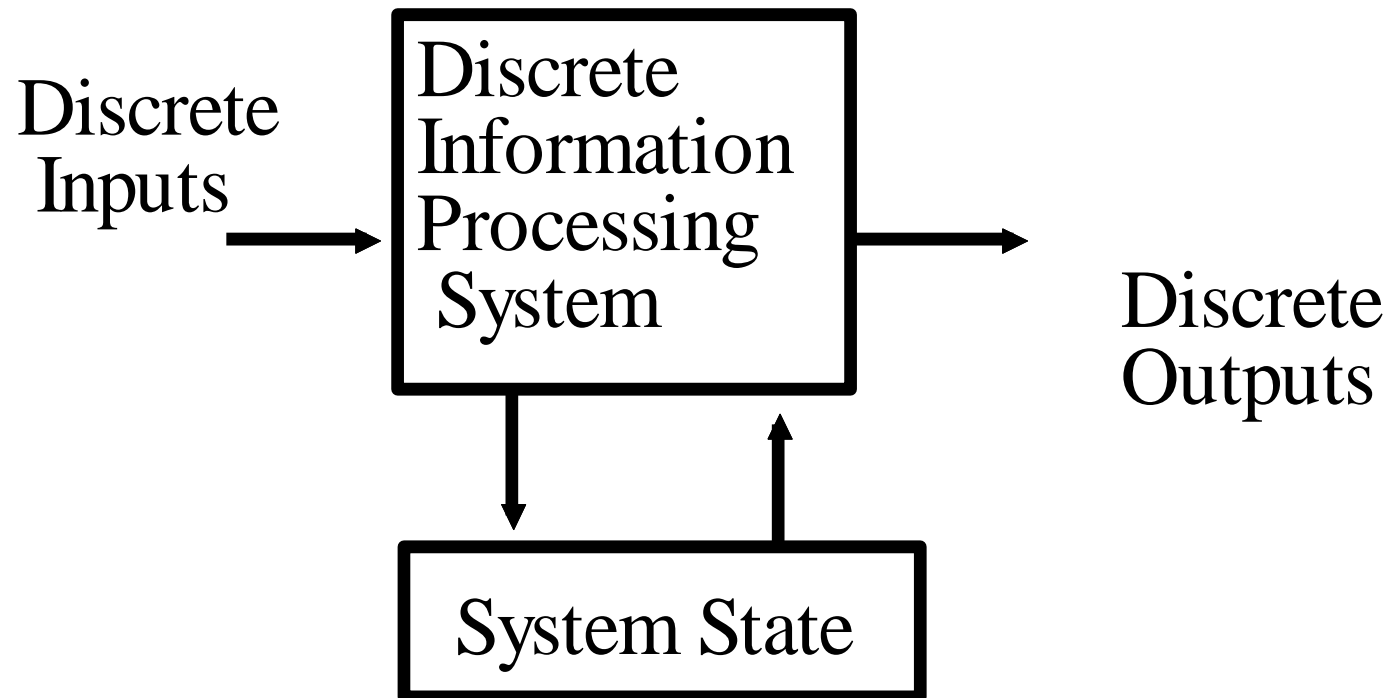 Discrete
Inputs
Discrete
Information
Processing
System
Discrete
Outputs
System State